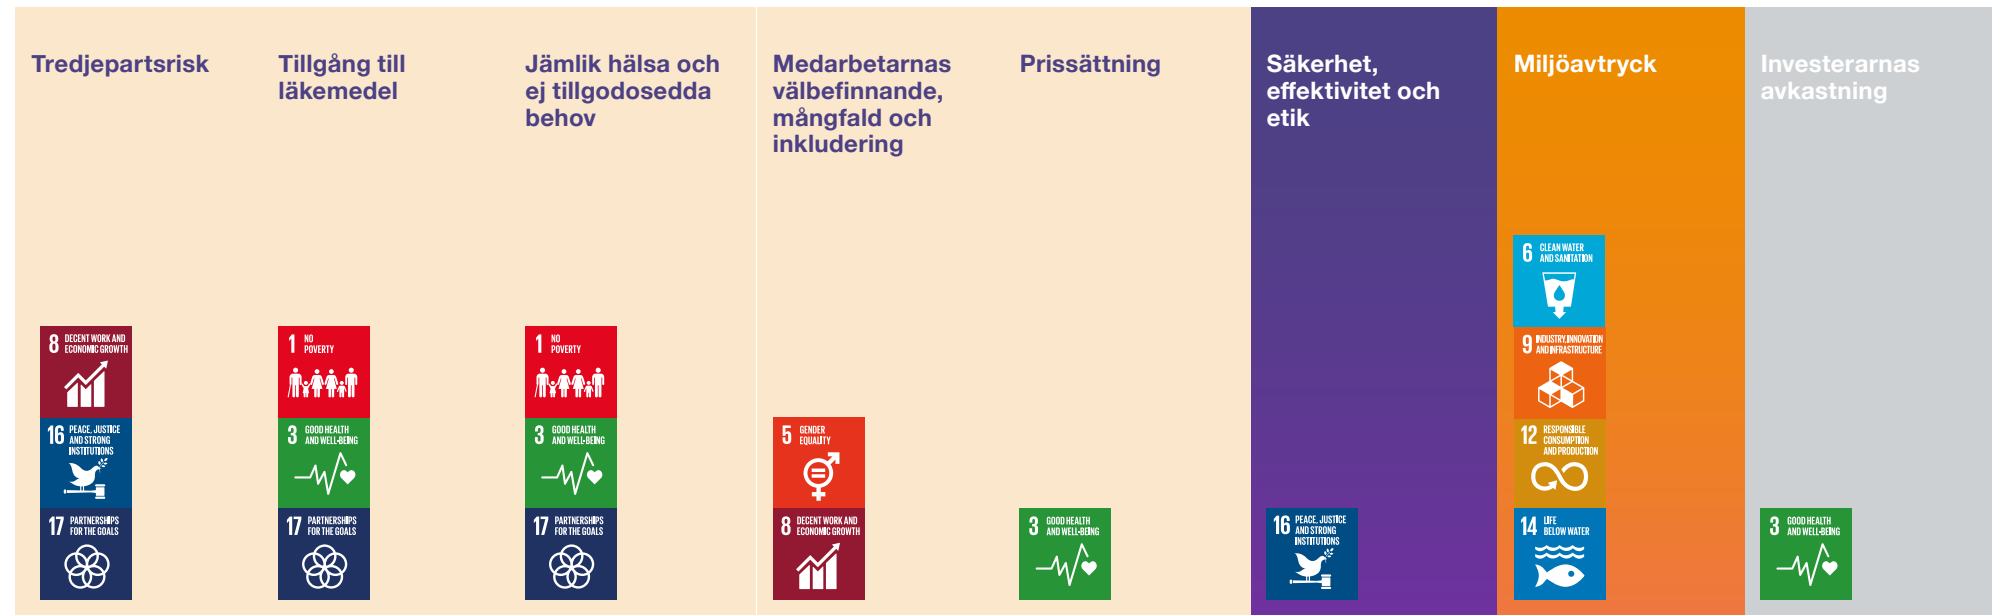 Tredjepartsrisk
8 DECENT WORK AND
ECONOMIC GROWTH
16 PEACE, JUSTICE
AND STRONG
INSTITUTIONS
17 PARTNERSHIPS
FOR THE GOALS
Tillgång till
läkemedel
1 NO
POVERTY
3 GOOD HEALTH
AND WELL-BEING
17 PARTNERSHIPS
FOR THE GOALS
Jämlik hälsa och
ej tillgodosedda
behov
1 NO
POVERTY
3 GOOD HEALTH
AND WELL-BEING
17 PARTNERSHIPS
FOR THE GOALS
Medarbetarnas
välbefinnande,
mångfald och
inkludering
5 GENDER
EQUALITY
8 DECENT WORK AND
ECONOMIC GROWTH
Prissättning
3 GOOD HEALTH
AND WELL-BEING
Säkerhet,
effektivitet och
etik
16 PEACE, JUSTICE
AND STRONG
INSTITUTIONS
Miljöavtryck
6 CLEAN WATER
AND SANITATION
9 INDUSTRY, INNOVATION
AND INFRASTRUCTURE
12 RESPONSIBLE
CONSUMPTION
AND PRODUCTION
14 LIFE
BELOW WATER
Investerarnas
avkastning
3 GOOD HEALTH
AND WELL-BEING